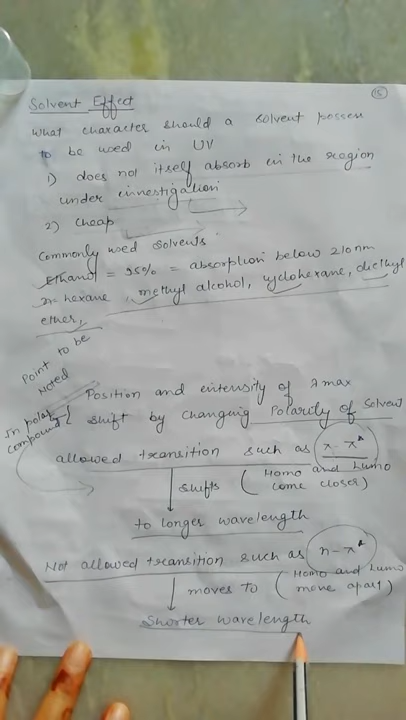 15
Solvent Effect
What character should a solvent possess
to be used in UV
1) does not itself absorb in the region
under investigation
2) cheap
Commonly used solvents
Ethanol = 95% = absorption below 210 nm
n-hexane, methyl alcohol, cyclohexane, diethyl
ether,
Point to be
Noted
In polar
compound
Position and intensity of λ max
shift by changing Polarity of Solvent
allowed transition such as π-π*
shifts (Homo and Lumo
come closer)
to longer wavelength
Not allowed transition such as n-π*
moves to (Homo and Lumo
move apart)
Shorter wavelength